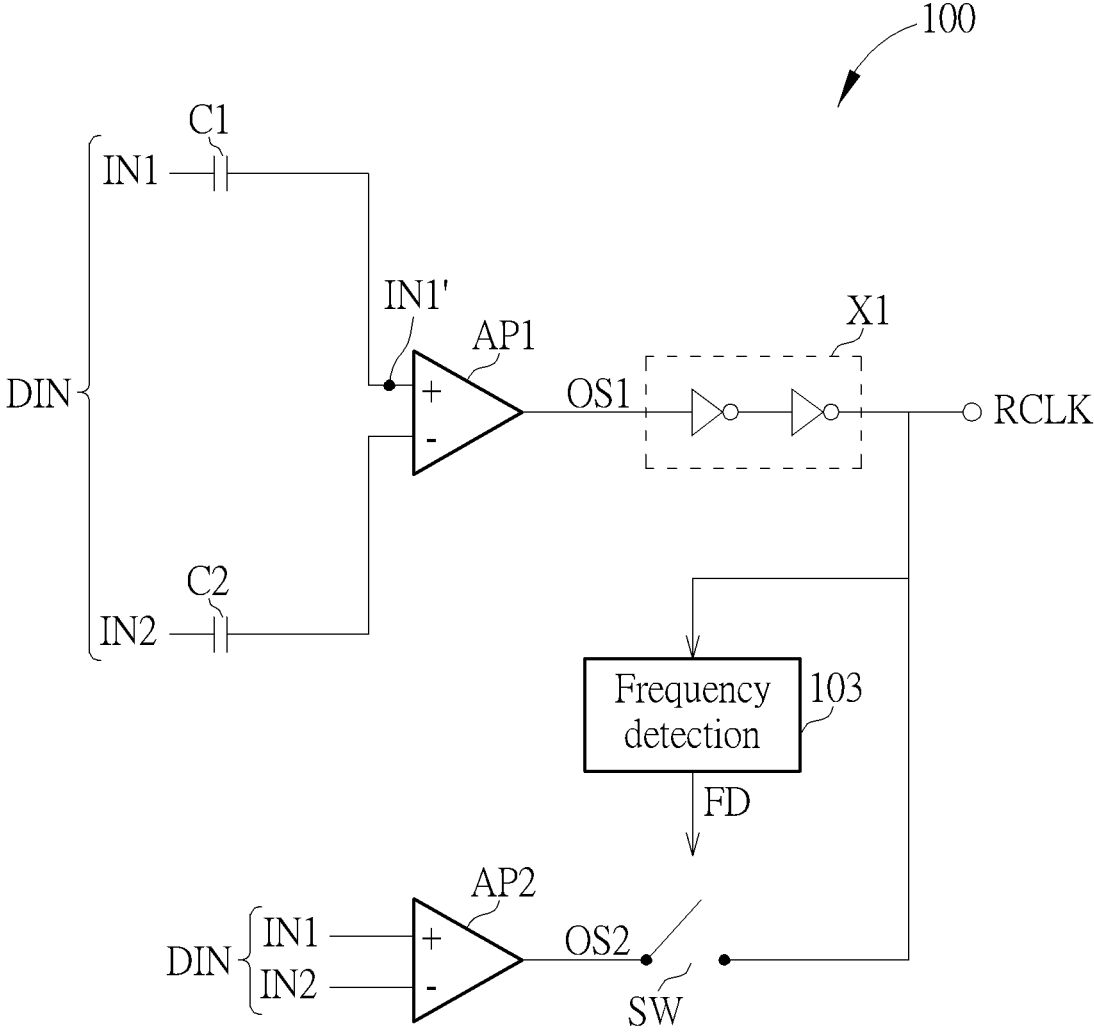 100
C1
IN1
IN1'
AP1
X1
DIN
+
-
OS1
RCLK
C2
IN2
Frequency
detection
103
FD
AP2
DIN
IN1
IN2
+
-
OS2
SW